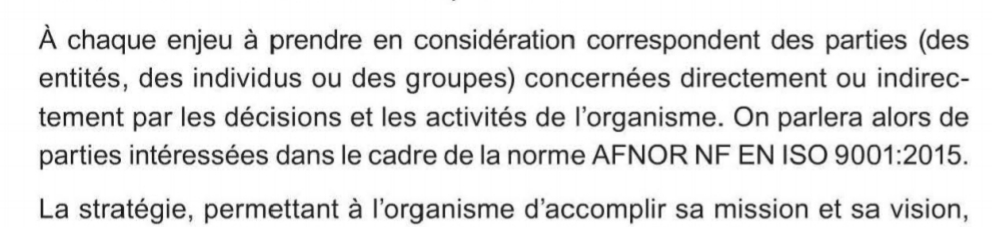 À chaque enjeu à prendre en considération correspondent des parties (des
entités, des individus ou des groupes) concernées directement ou indirec-
tement par les décisions et les activités de l’organisme. On parlera alors de
parties intéressées dans le cadre de la norme AFNOR NF EN ISO 9001:2015.
La stratégie, permettant à l’organisme d’accomplir sa mission et sa vision,